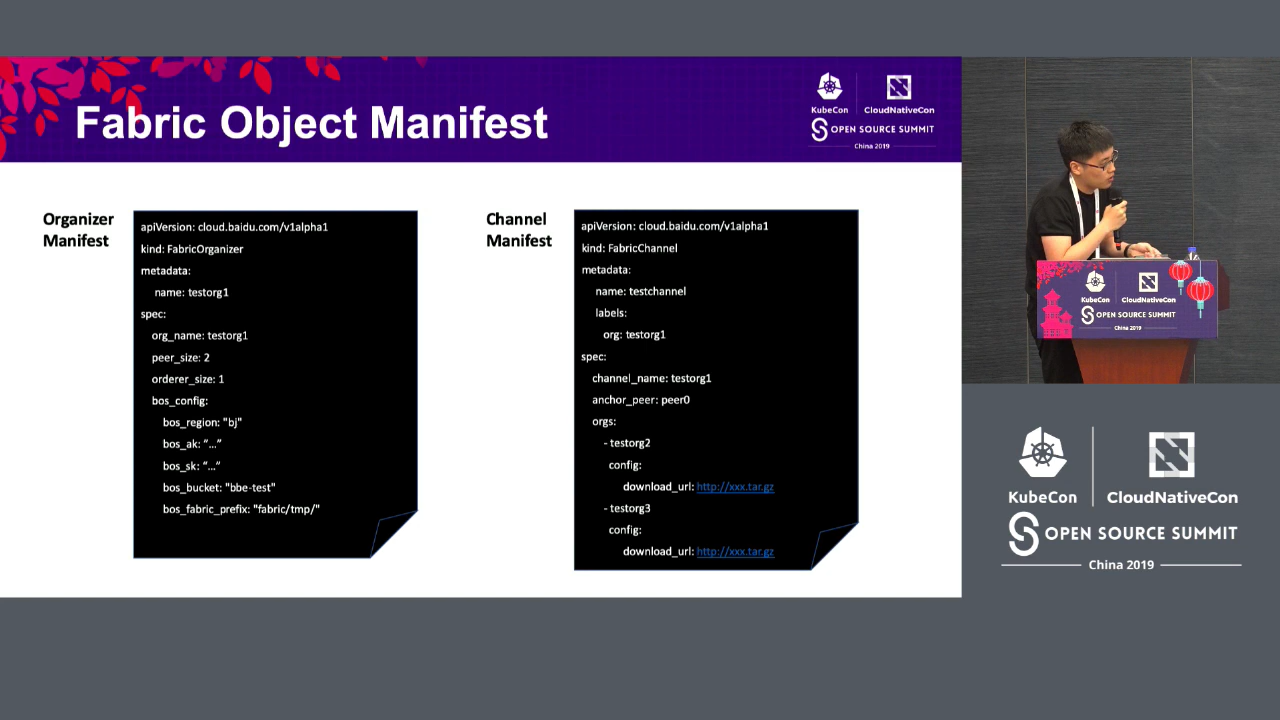 Fabric Object Manifest
KubeCon
CloudNativeCon
OPEN SOURCE SUMMIT
China 2019
Organizer
Manifest
apiVersion: cloud.baidu.com/v1alpha1
kind: FabricOrganizer
metadata:
name: testorg1
spec:
org_name: testorg1
peer_size: 2
orderer_size: 1
bos_config:
bos_region: "bj"
bos_ak: “...”
bos_sk: “...”
bos_bucket: "bbe-test"
bos_fabric_prefix: "fabric/tmp/"
Channel
Manifest
apiVersion: cloud.baidu.com/v1alpha1
kind: FabricChannel
metadata:
name: testchannel
labels:
org: testorg1
spec:
channel_name: testorg1
anchor_peer: peer0
orgs:
- testorg2
config:
download_url: http://xxx.tar.gz
- testorg3
config:
download_url: http://xxx.tar.gz
KubeCon
CloudNativeCon
OPEN SOURCE SUMMIT
China 2019
KubeCon
CloudNativeCon
OPEN SOURCE SUMMIT
China 2019